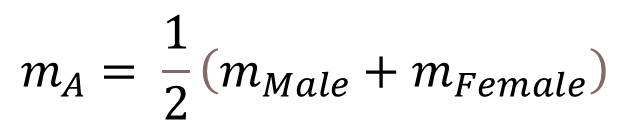 m_A = 1/2 (m_Male + m_Female)